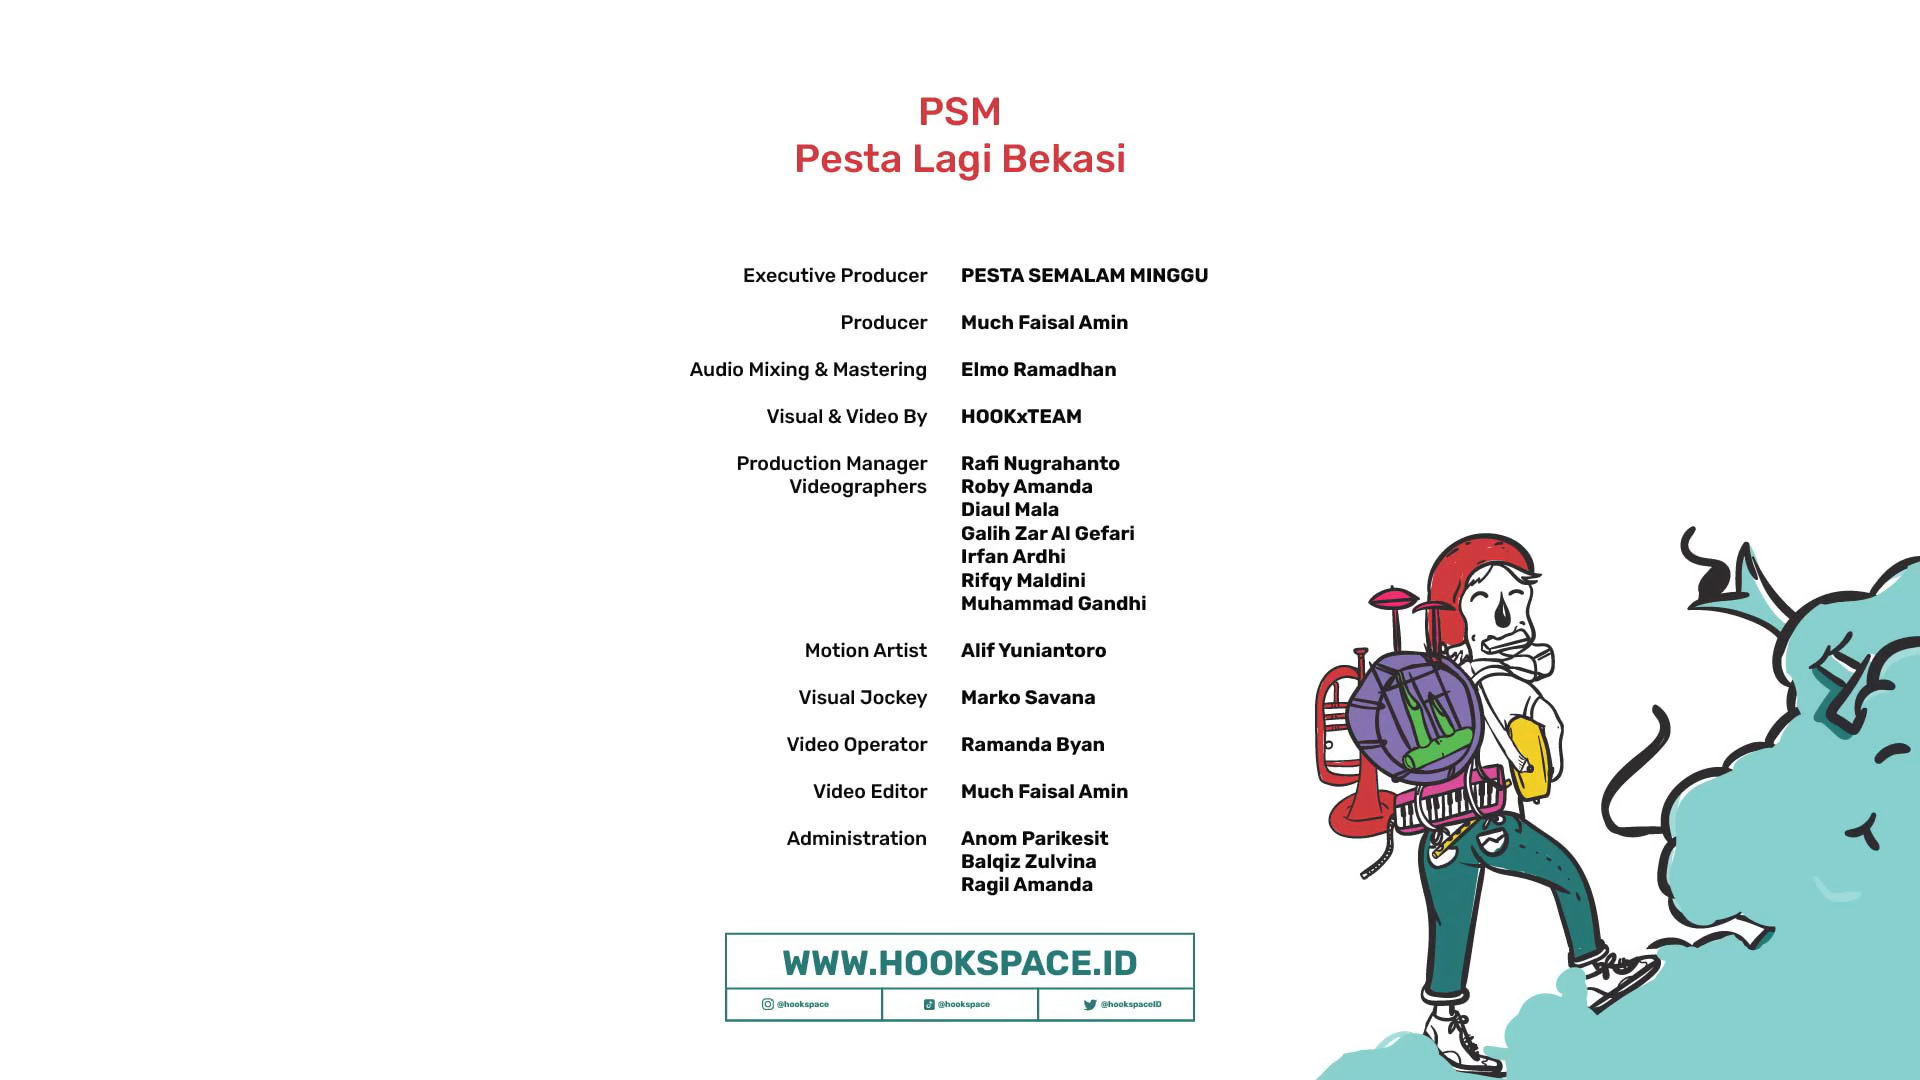 PSM
Pesta Lagi Bekasi
Executive Producer PESTA SEMALAM MINGGU
Producer Much Faisal Amin
Audio Mixing & Mastering Elmo Ramadhan
Visual & Video By HOOKxTEAM
Production Manager Rafi Nugrahanto
Videographers Roby Amanda
Diaul Mala
Galih Zar Al Gefari
Irfan Ardhi
Rifqy Maldini
Muhammad Gandhi
Motion Artist Alif Yuniantoro
Visual Jockey Marko Savana
Video Operator Ramanda Byan
Video Editor Much Faisal Amin
Administration Anom Parikesit
Balqiz Zulvina
Ragil Amanda
WWW.HOOKSPACE.ID
@hookspace @hookspace @hookspaceID